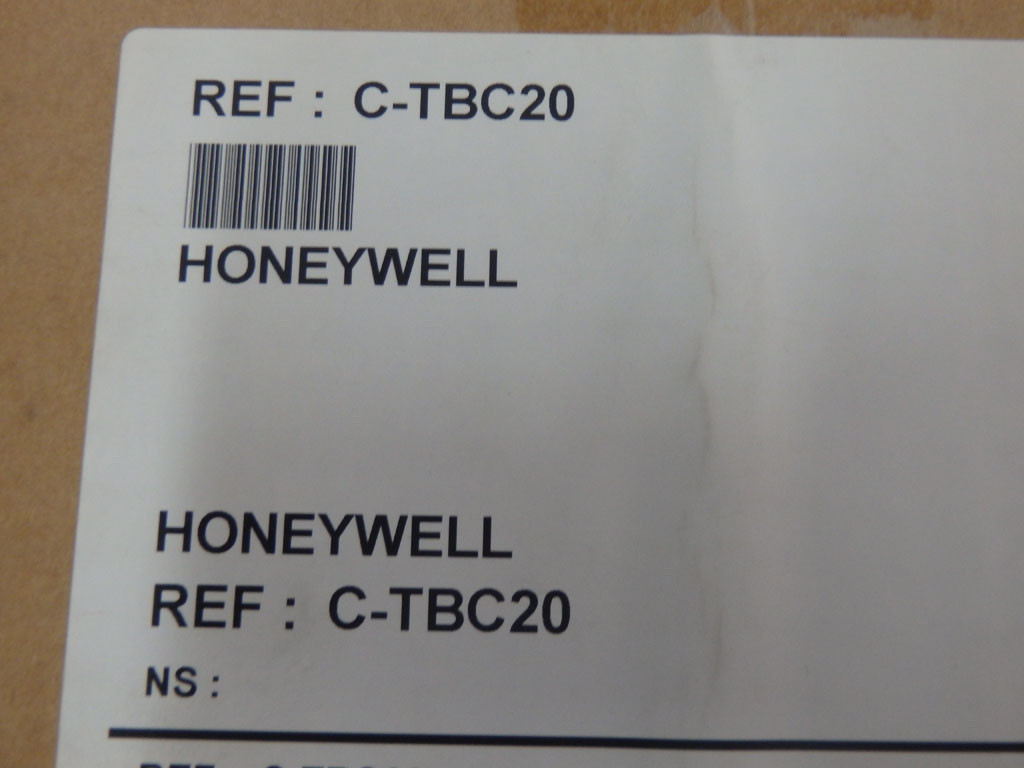 REF : C-TBC20
HONEYWELL
HONEYWELL
REF : C-TBC20
NS :